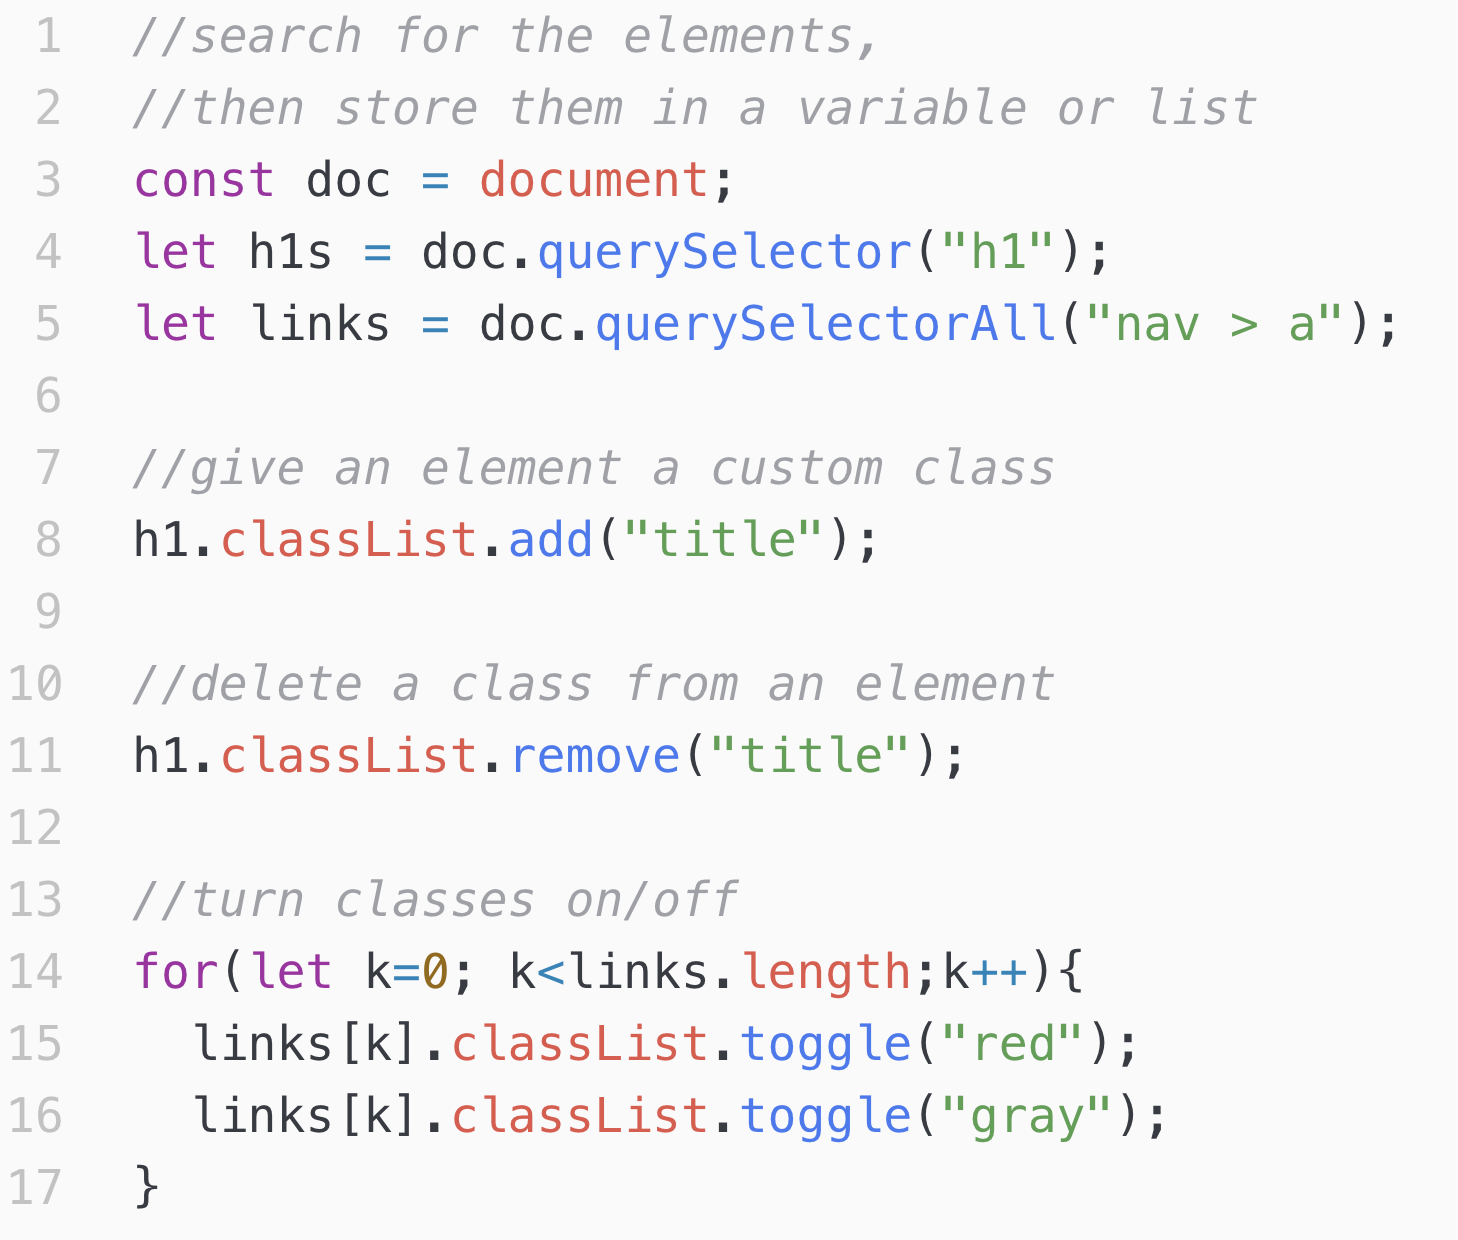 1 //search for the elements,
2 //then store them in a variable or list
3 const doc = document;
4 let h1s = doc.querySelector("h1");
5 let links = doc.querySelectorAll("nav > a");
6
7 //give an element a custom class
8 h1.classList.add("title");
9
10 //delete a class from an element
11 h1.classList.remove("title");
12
13 //turn classes on/off
14 for(let k=0; k<links.length;k++){
15   links[k].classList.toggle("red");
16   links[k].classList.toggle("gray");
17 }